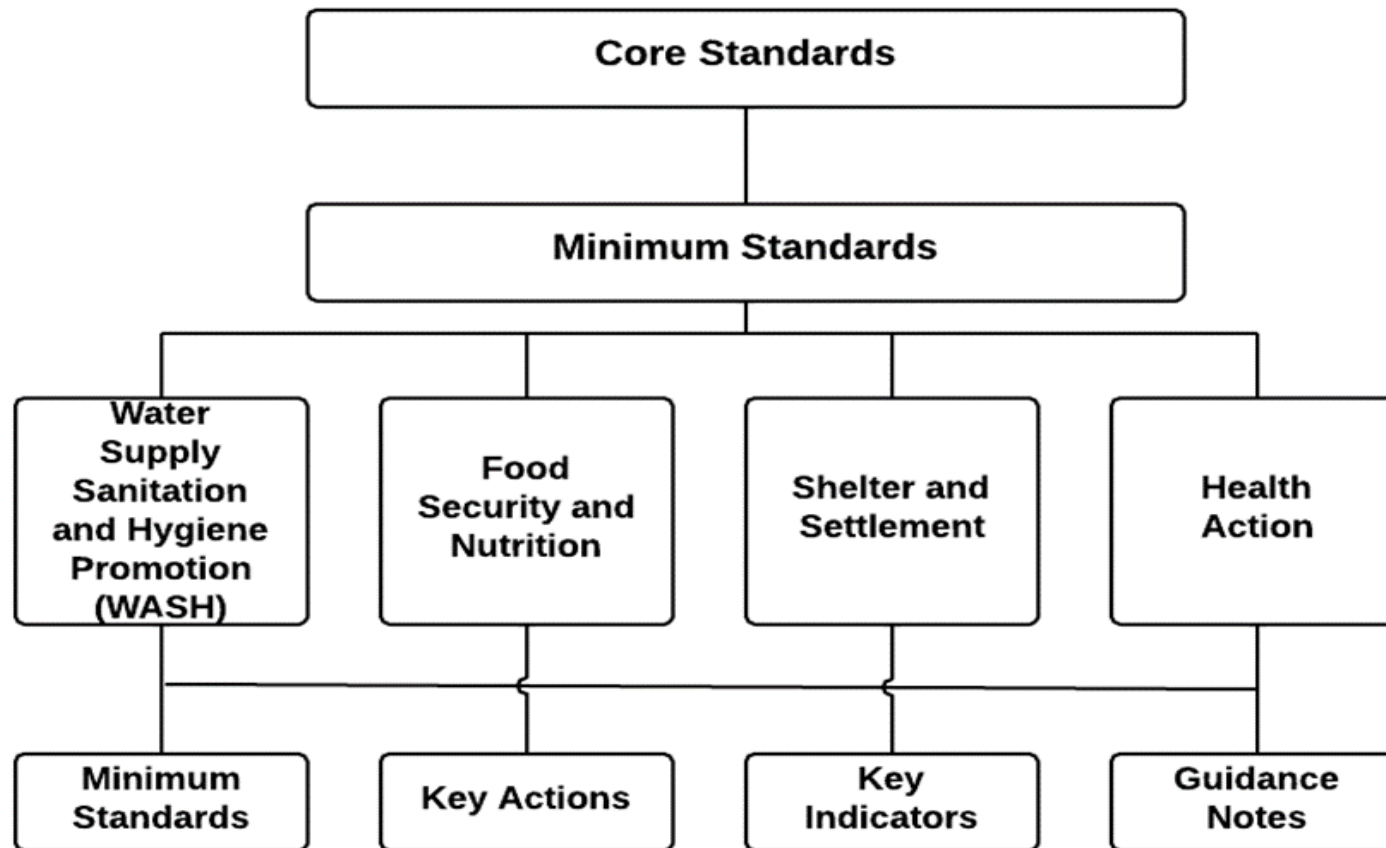 Core Standards
Minimum Standards
Water
Supply
Sanitation
and Hygiene
Promotion
(WASH)
Food
Security and
Nutrition
Shelter and
Settlement
Health
Action
Minimum
Standards
Key Actions
Key
Indicators
Guidance
Notes